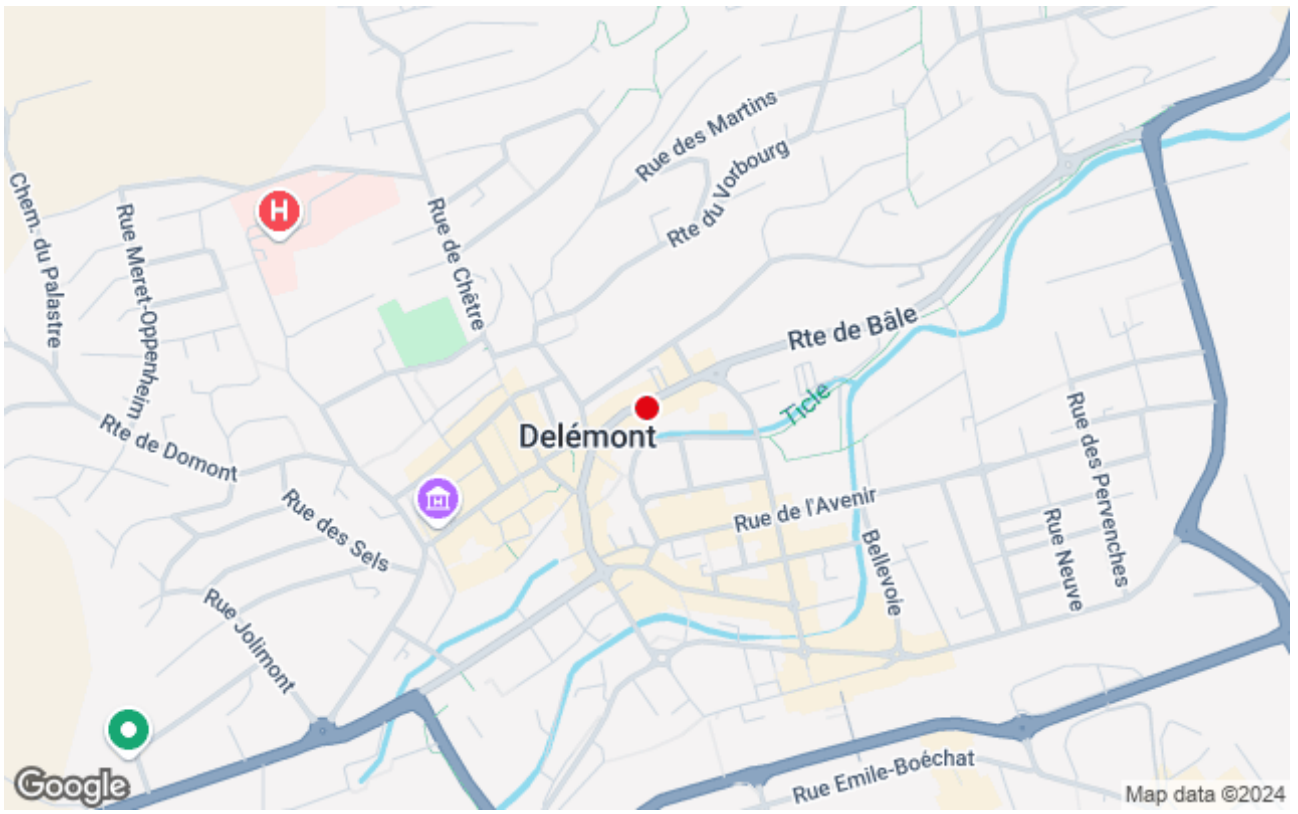 Rue des Martins
Rte du Vorbourg
Chem. du Palastre
Rue Meret-Oppenheim
H
Rue de Chêtre
Rte de Bâle
Ticle
Delémont
Rte de Domont
Rue des Sels
H
Rue de l'Avenir
Rue des Pervenches
Rue Neuve
Bellevoie
Rue Jolimont
Rue Emile-Boéchat
Google
Map data ©2024